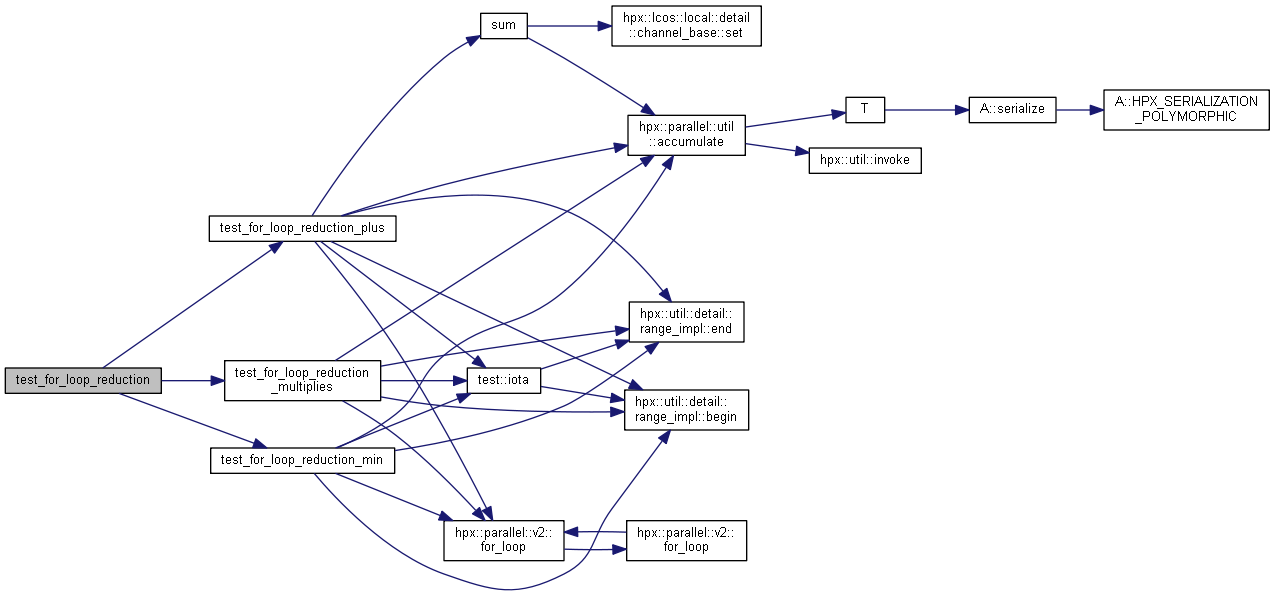 sum
hpx::lcos::local::detail
::channel_base::set
hpx::parallel::util
::accumulate
T
A::serialize
A::HPX_SERIALIZATION
_POLYMORPHIC
hpx::util::invoke
test_for_loop_reduction_plus
hpx::util::detail::
range_impl::end
test_for_loop_reduction
test_for_loop_reduction
_multiplies
test::iota
hpx::util::detail::
range_impl::begin
test_for_loop_reduction_min
hpx::parallel::v2::
for_loop
hpx::parallel::v2::
for_loop